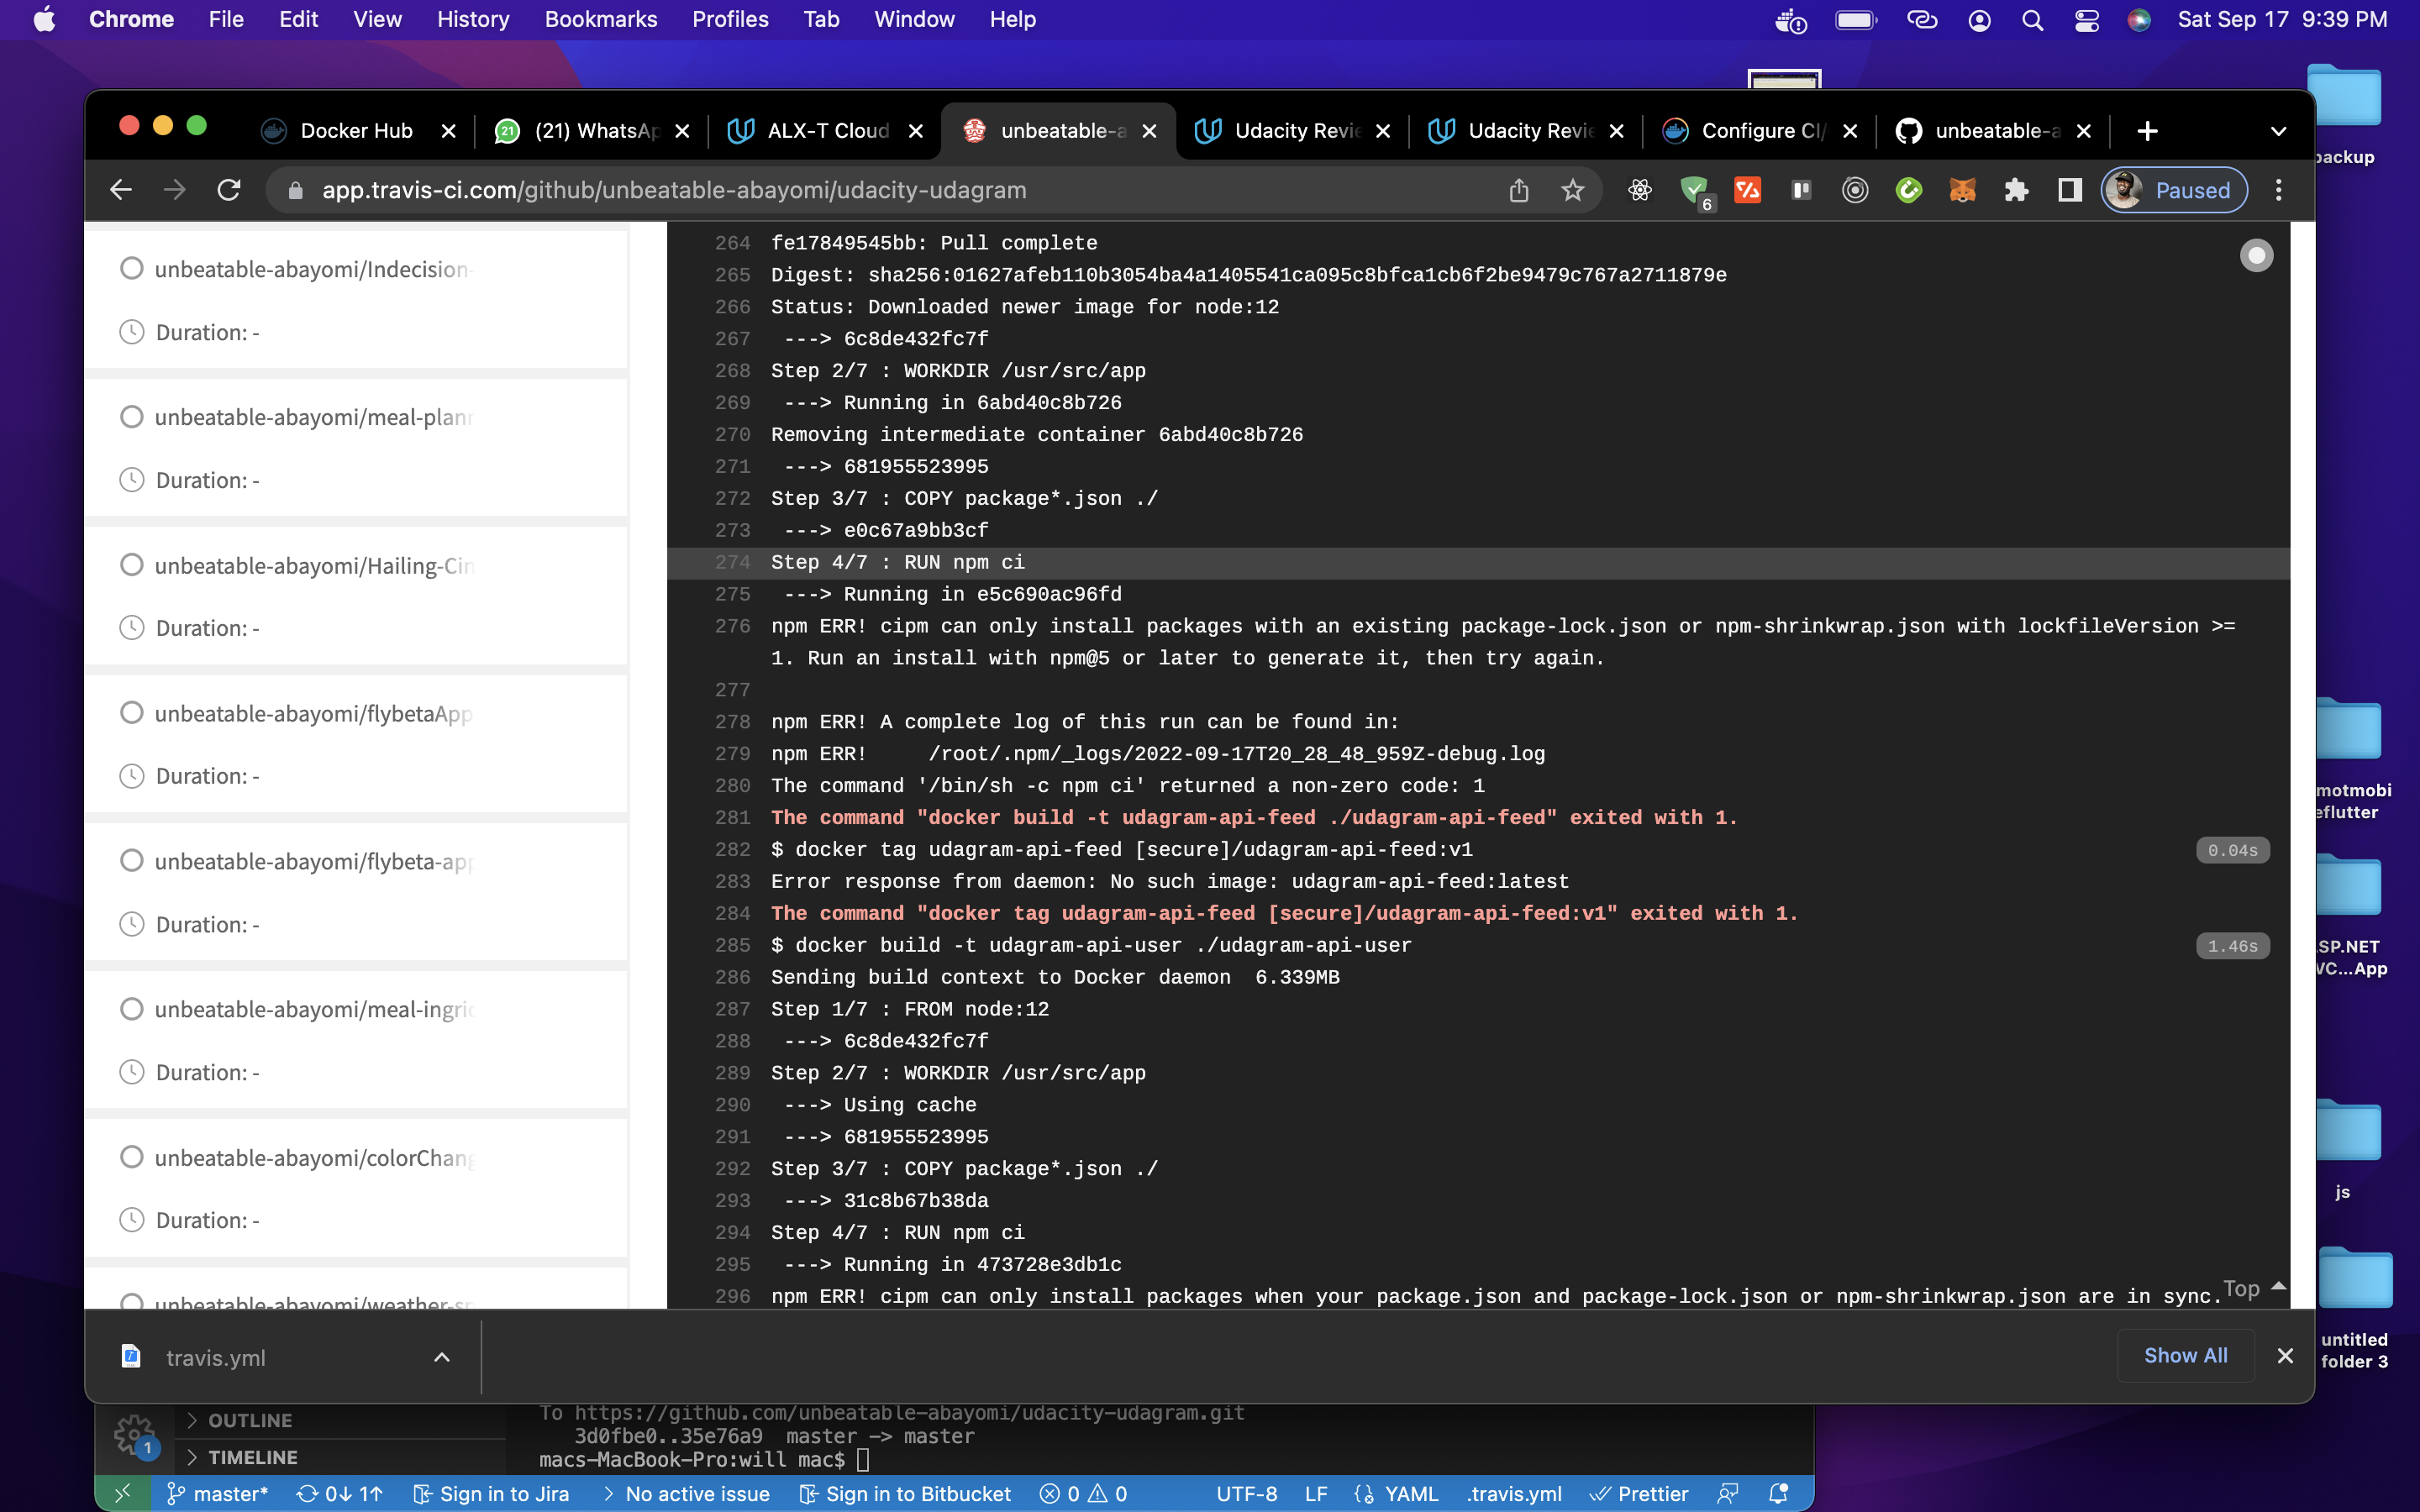 Chrome File Edit View History Bookmarks Profiles Tab Window Help Sat Sep 17 9:39 PM
Docker Hub (21) WhatsAp ALX-T Cloud unbeatable-a Udacity Revie Udacity Revie Configure CI/ unbeatable-a
app.travis-ci.com/github/unbeatable-abayomi/udacity-udagram 6 Paused
backup
unbeatable-abayomi/Indecision-
Duration: -
unbeatable-abayomi/meal-plann
Duration: -
unbeatable-abayomi/Hailing-Cin
Duration: -
unbeatable-abayomi/flybetaApp
Duration: -
unbeatable-abayomi/flybeta-app
Duration: -
unbeatable-abayomi/meal-ingric
Duration: -
unbeatable-abayomi/colorChang
Duration: -
unbeatable-abayomi/weather-sp
264 fe17849545bb: Pull complete
265 Digest: sha256:01627afeb110b3054ba4a1405541ca095c8bfca1cb6f2be9479c767a2711879e
266 Status: Downloaded newer image for node:12
267 ---> 6c8de432fc7f
268 Step 2/7 : WORKDIR /usr/src/app
269 ---> Running in 6abd40c8b726
270 Removing intermediate container 6abd40c8b726
271 ---> 681955523995
272 Step 3/7 : COPY package*.json ./
273 ---> e0c67a9bb3cf
274 Step 4/7 : RUN npm ci
275 ---> Running in e5c690ac96fd
276 npm ERR! cipm can only install packages with an existing package-lock.json or npm-shrinkwrap.json with lockfileVersion >=
1. Run an install with npm@5 or later to generate it, then try again.
277
278 npm ERR! A complete log of this run can be found in:
279 npm ERR! /root/.npm/_logs/2022-09-17T20_28_48_959Z-debug.log
280 The command '/bin/sh -c npm ci' returned a non-zero code: 1
281 The command "docker build -t udagram-api-feed ./udagram-api-feed" exited with 1.
282 $ docker tag udagram-api-feed [secure]/udagram-api-feed:v1 0.04s
283 Error response from daemon: No such image: udagram-api-feed:latest
284 The command "docker tag udagram-api-feed [secure]/udagram-api-feed:v1" exited with 1.
285 $ docker build -t udagram-api-user ./udagram-api-user 1.46s
286 Sending build context to Docker daemon 6.339MB
287 Step 1/7 : FROM node:12
288 ---> 6c8de432fc7f
289 Step 2/7 : WORKDIR /usr/src/app
290 ---> Using cache
291 ---> 681955523995
292 Step 3/7 : COPY package*.json ./
293 ---> 31c8b67b38da
294 Step 4/7 : RUN npm ci
295 ---> Running in 473728e3db1c
296 npm ERR! cipm can only install packages when your package.json and package-lock.json or npm-shrinkwrap.json are in sync.
Top
motmobi
eflutter
SP.NET
VC...App
js
untitled
folder 3
travis.yml Show All
OUTLINE
TIMELINE
1
To https://github.com/unbeatable-abayomi/udacity-udagram.git
3d0fbe0..35e76a9 master -> master
macs-MacBook-Pro:will mac$
master* 0↓ 1↑ Sign in to Jira No active issue Sign in to Bitbucket 0 0 UTF-8 LF YAML .travis.yml Prettier